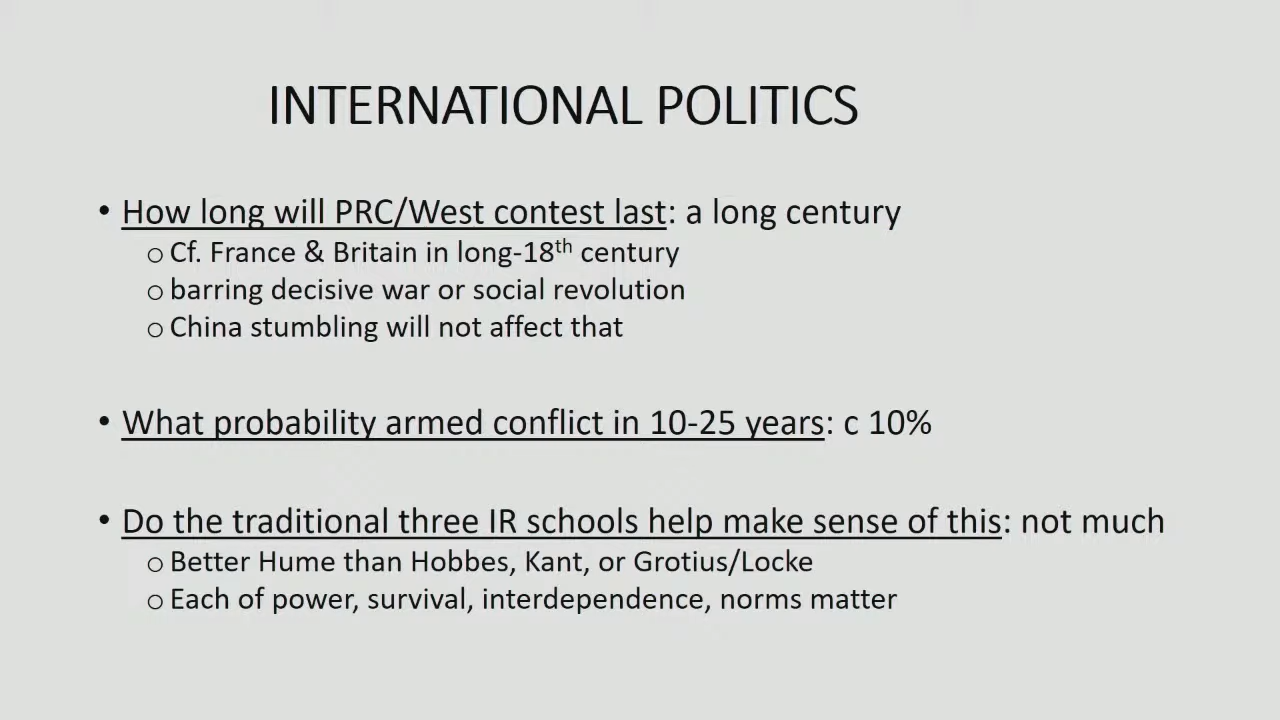 INTERNATIONAL POLITICS
• How long will PRC/West contest last: a long century
o Cf. France & Britain in long-18th century
o barring decisive war or social revolution
o China stumbling will not affect that
• What probability armed conflict in 10-25 years: c 10%
• Do the traditional three IR schools help make sense of this: not much
o Better Hume than Hobbes, Kant, or Grotius/Locke
o Each of power, survival, interdependence, norms matter